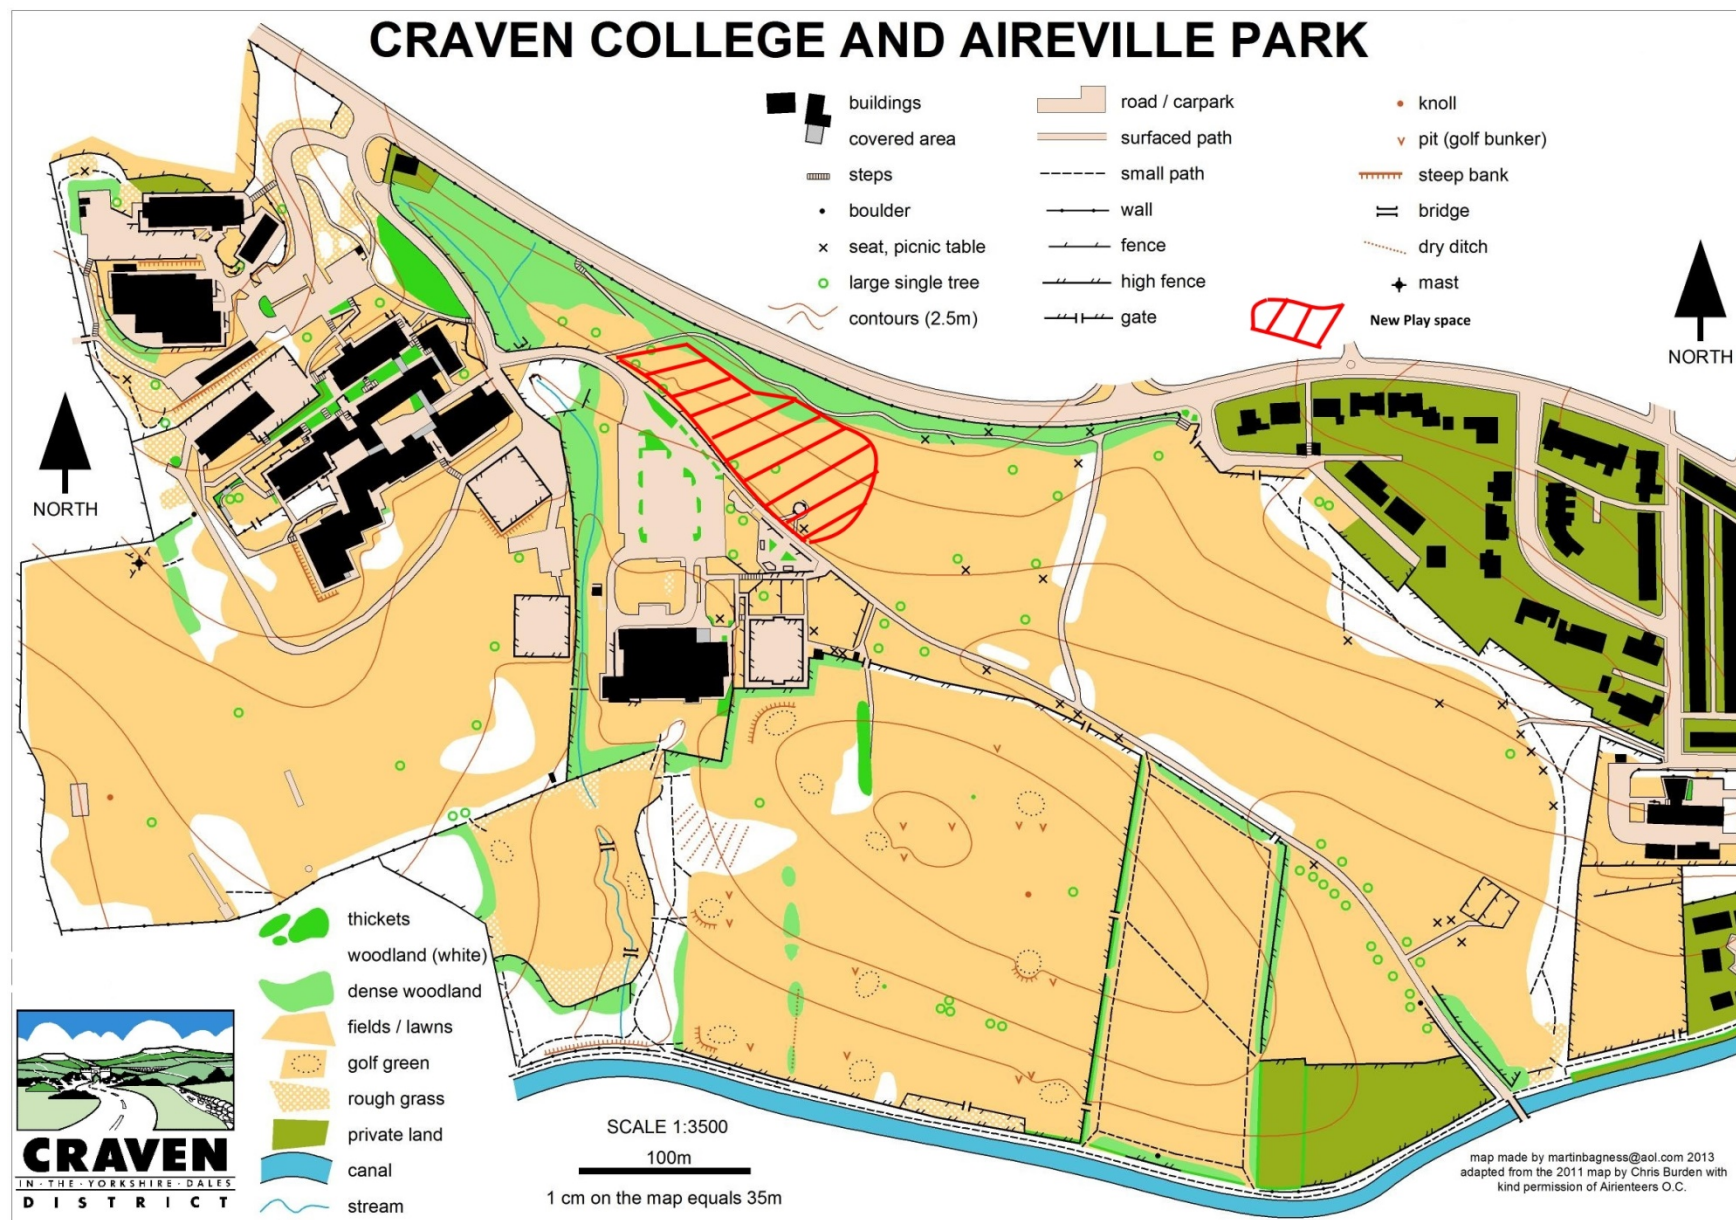 CRAVEN COLLEGE AND AIREVILLE PARK
buildings
covered area
steps
boulder
seat, picnic table
large single tree
contours (2.5m)
road / carpark
surfaced path
small path
wall
fence
high fence
gate
knoll
pit (golf bunker)
steep bank
bridge
dry ditch
mast
New Play space
NORTH
NORTH
thickets
woodland (white)
dense woodland
fields / lawns
golf green
rough grass
private land
canal
stream
CRAVEN
IN · THE · YORKSHIRE · DALES
DISTRICT
SCALE 1:3500
100m
1 cm on the map equals 35m
map made by martinbagness@aol.com 2013
adapted from the 2011 map by Chris Burden with
kind permission of Airienteers O.C.